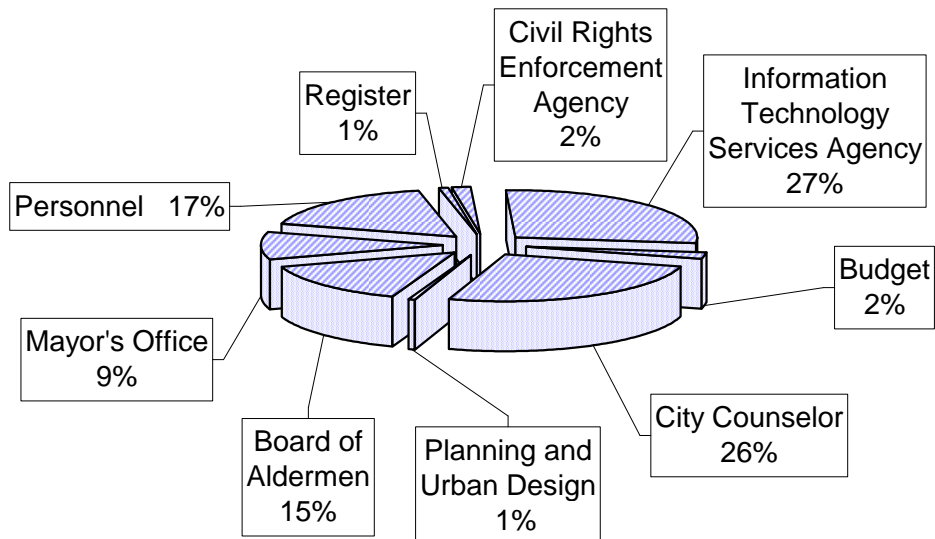 Civil Rights
Enforcement
Agency
2%
Information
Technology
Services Agency
27%
Register
1%
Personnel 17%
Budget
2%
Mayor's Office
9%
City Counselor
26%
Board of
Aldermen
15%
Planning and
Urban Design
1%